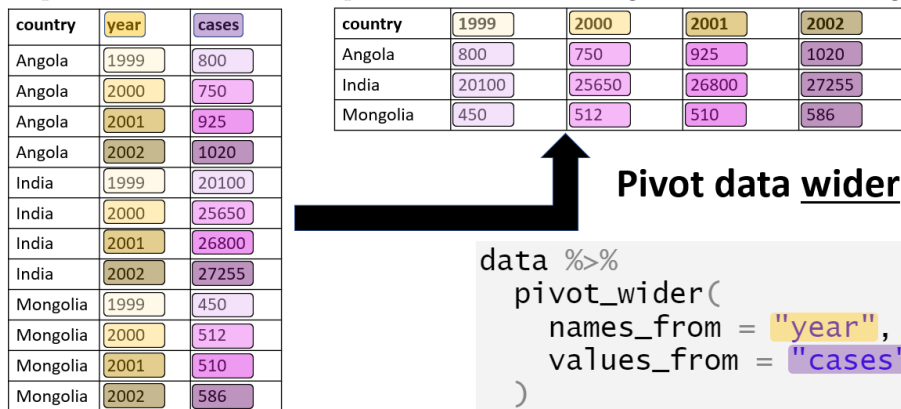 country year cases
Angola 1999 800
Angola 2000 750
Angola 2001 925
Angola 2002 1020
India 1999 20100
India 2000 25650
India 2001 26800
India 2002 27255
Mongolia 1999 450
Mongolia 2000 512
Mongolia 2001 510
Mongolia 2002 586
country 1999 2000 2001 2002
Angola 800 750 925 1020
India 20100 25650 26800 27255
Mongolia 450 512 510 586
Pivot data wider
data %>%
pivot_wider(
names_from = "year",
values_from = "cases"
)